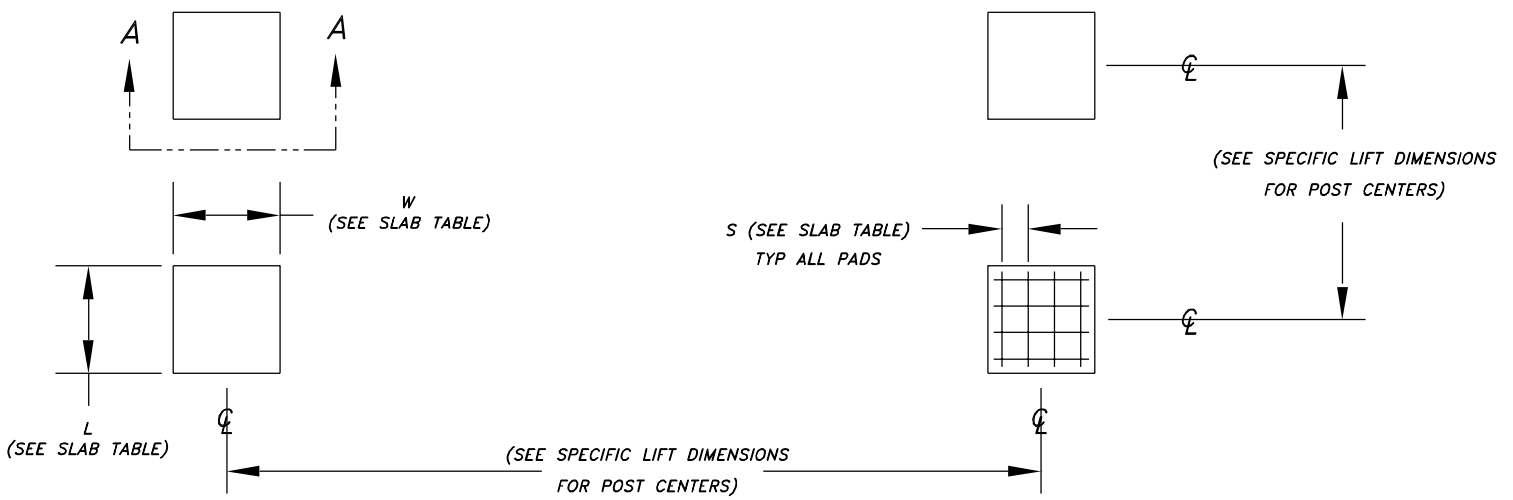 A
A
℄
(SEE SPECIFIC LIFT DIMENSIONS
FOR POST CENTERS)
W
(SEE SLAB TABLE)
S (SEE SLAB TABLE)
TYP ALL PADS
℄
℄
℄
L
(SEE SLAB TABLE)
(SEE SPECIFIC LIFT DIMENSIONS
FOR POST CENTERS)